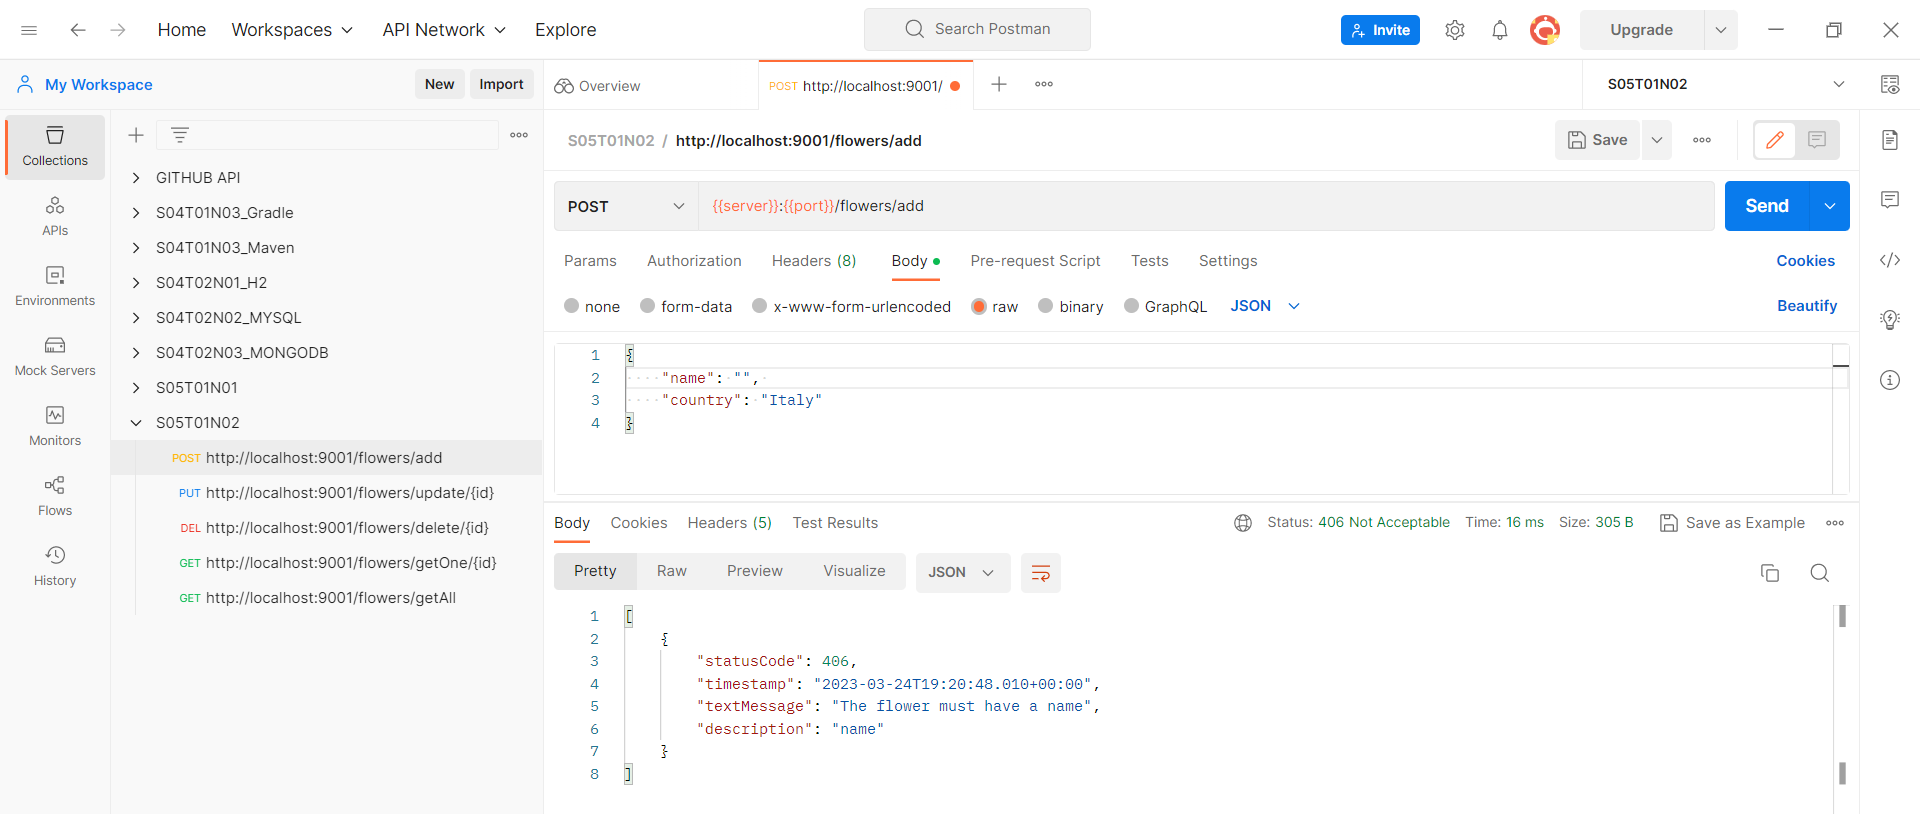 Home Workspaces API Network Explore Search Postman Invite Upgrade
My Workspace New Import Overview POST http://localhost:9001/ S05T01N02
Collections
APIs
Environments
Mock Servers
Monitors
Flows
History
GITHUB API
S04T01N03_Gradle
S04T01N03_Maven
S04T02N01_H2
S04T02N02_MYSQL
S04T02N03_MONGODB
S05T01N01
S05T01N02
POST http://localhost:9001/flowers/add
PUT http://localhost:9001/flowers/update/{id}
DEL http://localhost:9001/flowers/delete/{id}
GET http://localhost:9001/flowers/getOne/{id}
GET http://localhost:9001/flowers/getAll
S05T01N02 / http://localhost:9001/flowers/add Save
POST {{server}}:{{port}}/flowers/add Send
Params Authorization Headers (8) Body Pre-request Script Tests Settings Cookies
none form-data x-www-form-urlencoded raw binary GraphQL JSON Beautify
1 {
2 "name": "",
3 "country": "Italy"
4 }
Body Cookies Headers (5) Test Results Status: 406 Not Acceptable Time: 16 ms Size: 305 B Save as Example
Pretty Raw Preview Visualize JSON
1 [
2 {
3 "statusCode": 406,
4 "timestamp": "2023-03-24T19:20:48.010+00:00",
5 "textMessage": "The flower must have a name",
6 "description": "name"
7 }
8 ]